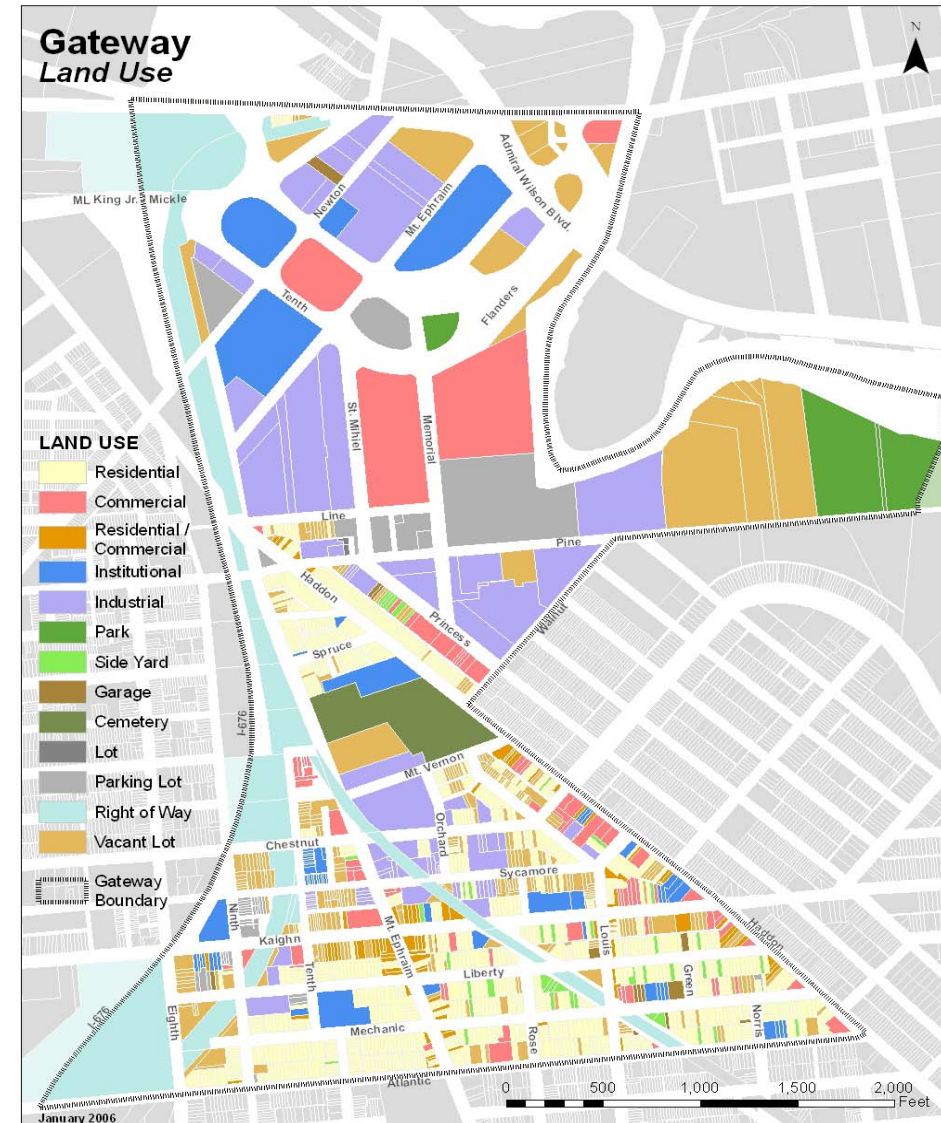 Gateway
Land Use
N
ML King Jr. / Mickle
Newton
Mt. Ephraim
Admiral Wilson Blvd.
Tenth
Flanders
St. Mihiel
Memorial
LAND USE
Residential
Commercial
Residential /
Commercial
Institutional
Industrial
Park
Side Yard
Garage
Cemetery
Lot
Parking Lot
Right of Way
Vacant Lot
Gateway
Boundary
Line
Pine
Haddon
Princess
Walnut
Spruce
I-676
Mt. Vernon
Orchard
Chestnut
Sycamore
Ninth
Kaighn
Mt. Ephraim
Louis
Haddon
Tenth
Liberty
Green
I-676
Eighth
Mechanic
Rose
Norris
Atlantic
0 500 1,000 1,500 2,000
Feet
January 2006